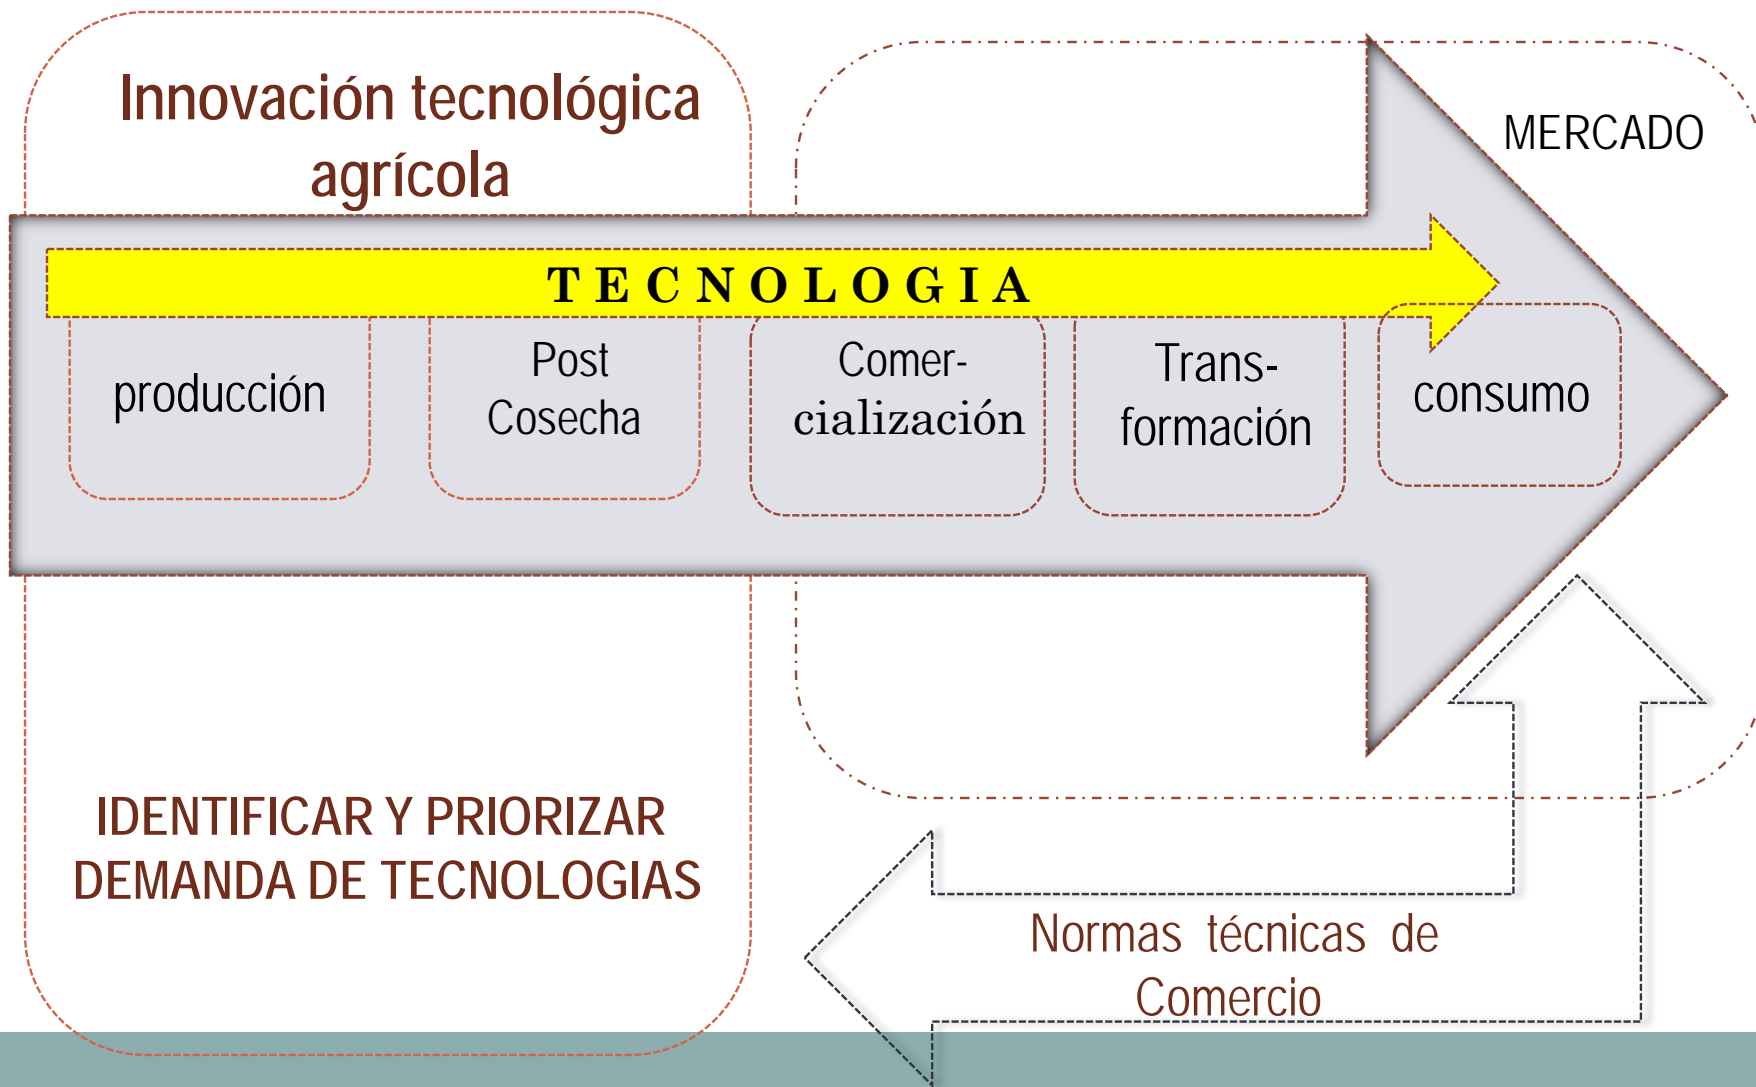 Innovación tecnológica
agrícola
MERCADO
T E C N O L O G I A
producción
Post
Cosecha
Comer-
cialización
Trans-
formación
consumo
IDENTIFICAR Y PRIORIZAR
DEMANDA DE TECNOLOGIAS
Normas técnicas de
Comercio